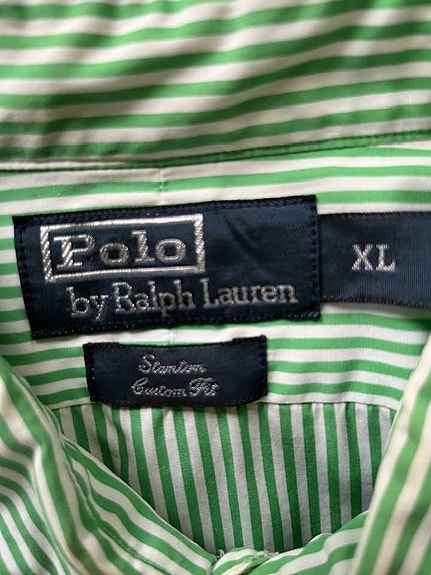 Polo
by Ralph Lauren
XL
Stanton
Custom Fit